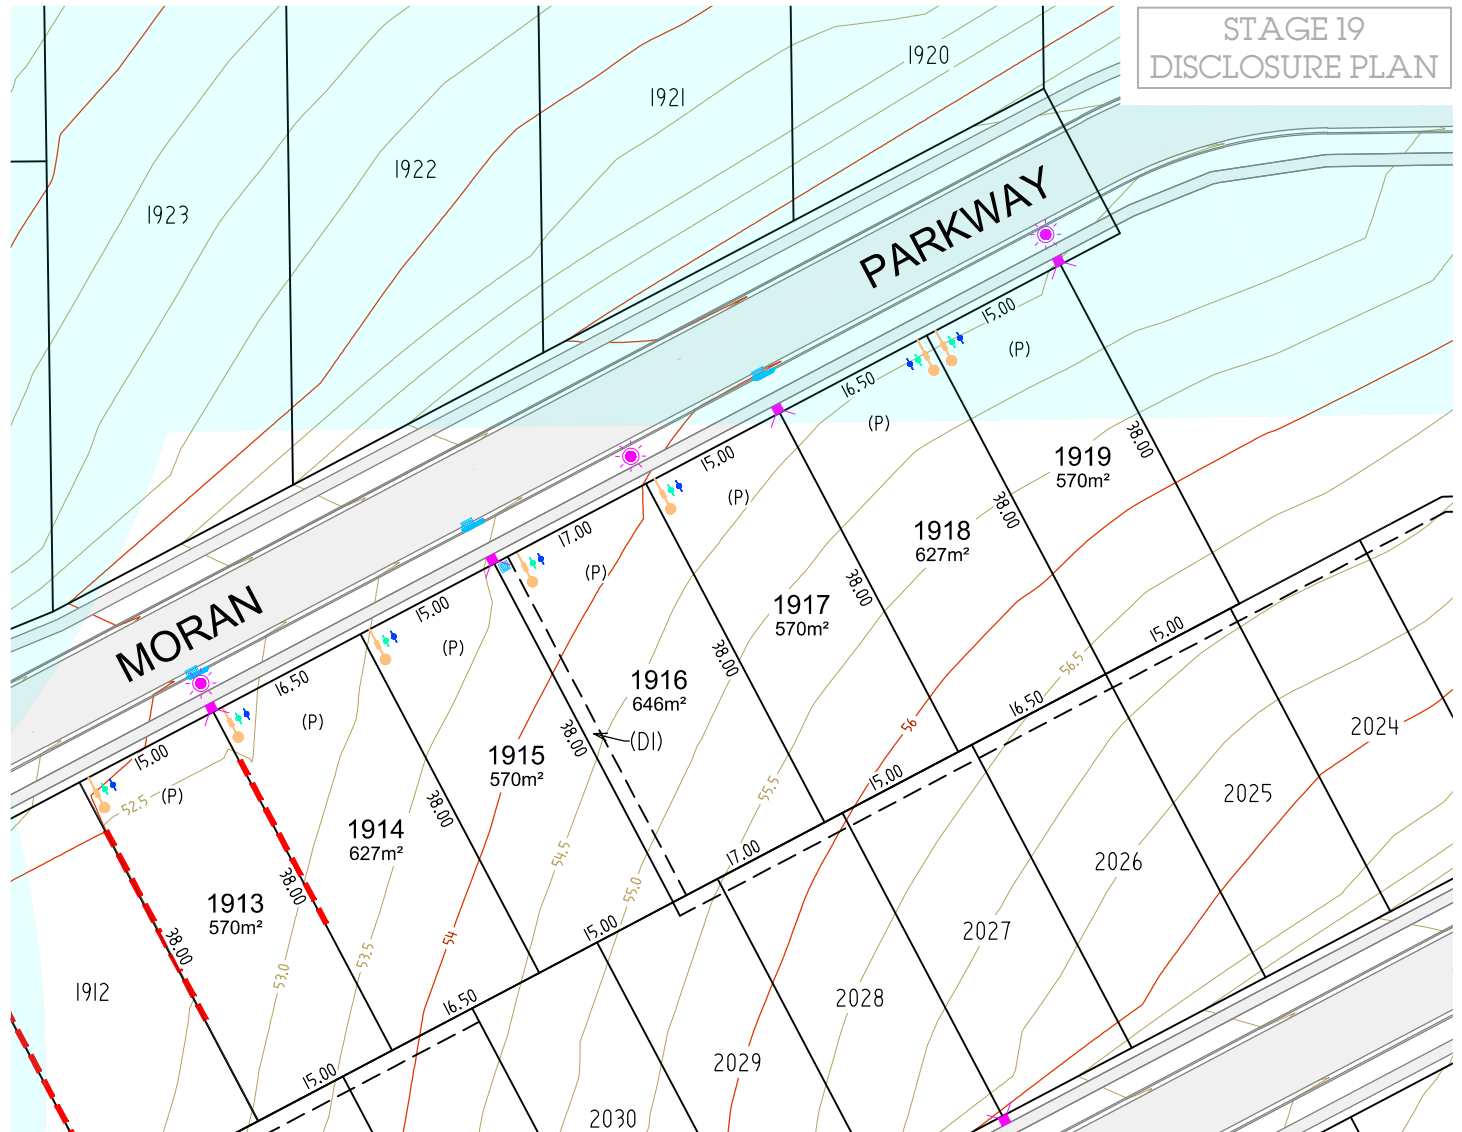 STAGE 19
DISCLOSURE PLAN
1920
1921
1922
1923
PARKWAY
MORAN
15.00
(P)
16.50
(P)
15.00
(P)
17.00
(P)
15.00
(P)
16.50
(P)
15.00
(P)
52.5
38.00
1919
570m²
38.00
1918
627m²
38.00
1917
570m²
38.00
1916
646m²
(D1)
38.00
1915
570m²
38.00
1914
627m²
38.00
1913
570m²
38.00
1912
15.00
56.5
16.50
56
15.00
55.5
17.00
54.5
55.0
15.00
54
53.5
53.0
16.50
15.00
2024
2025
2026
2027
2028
2029
2030